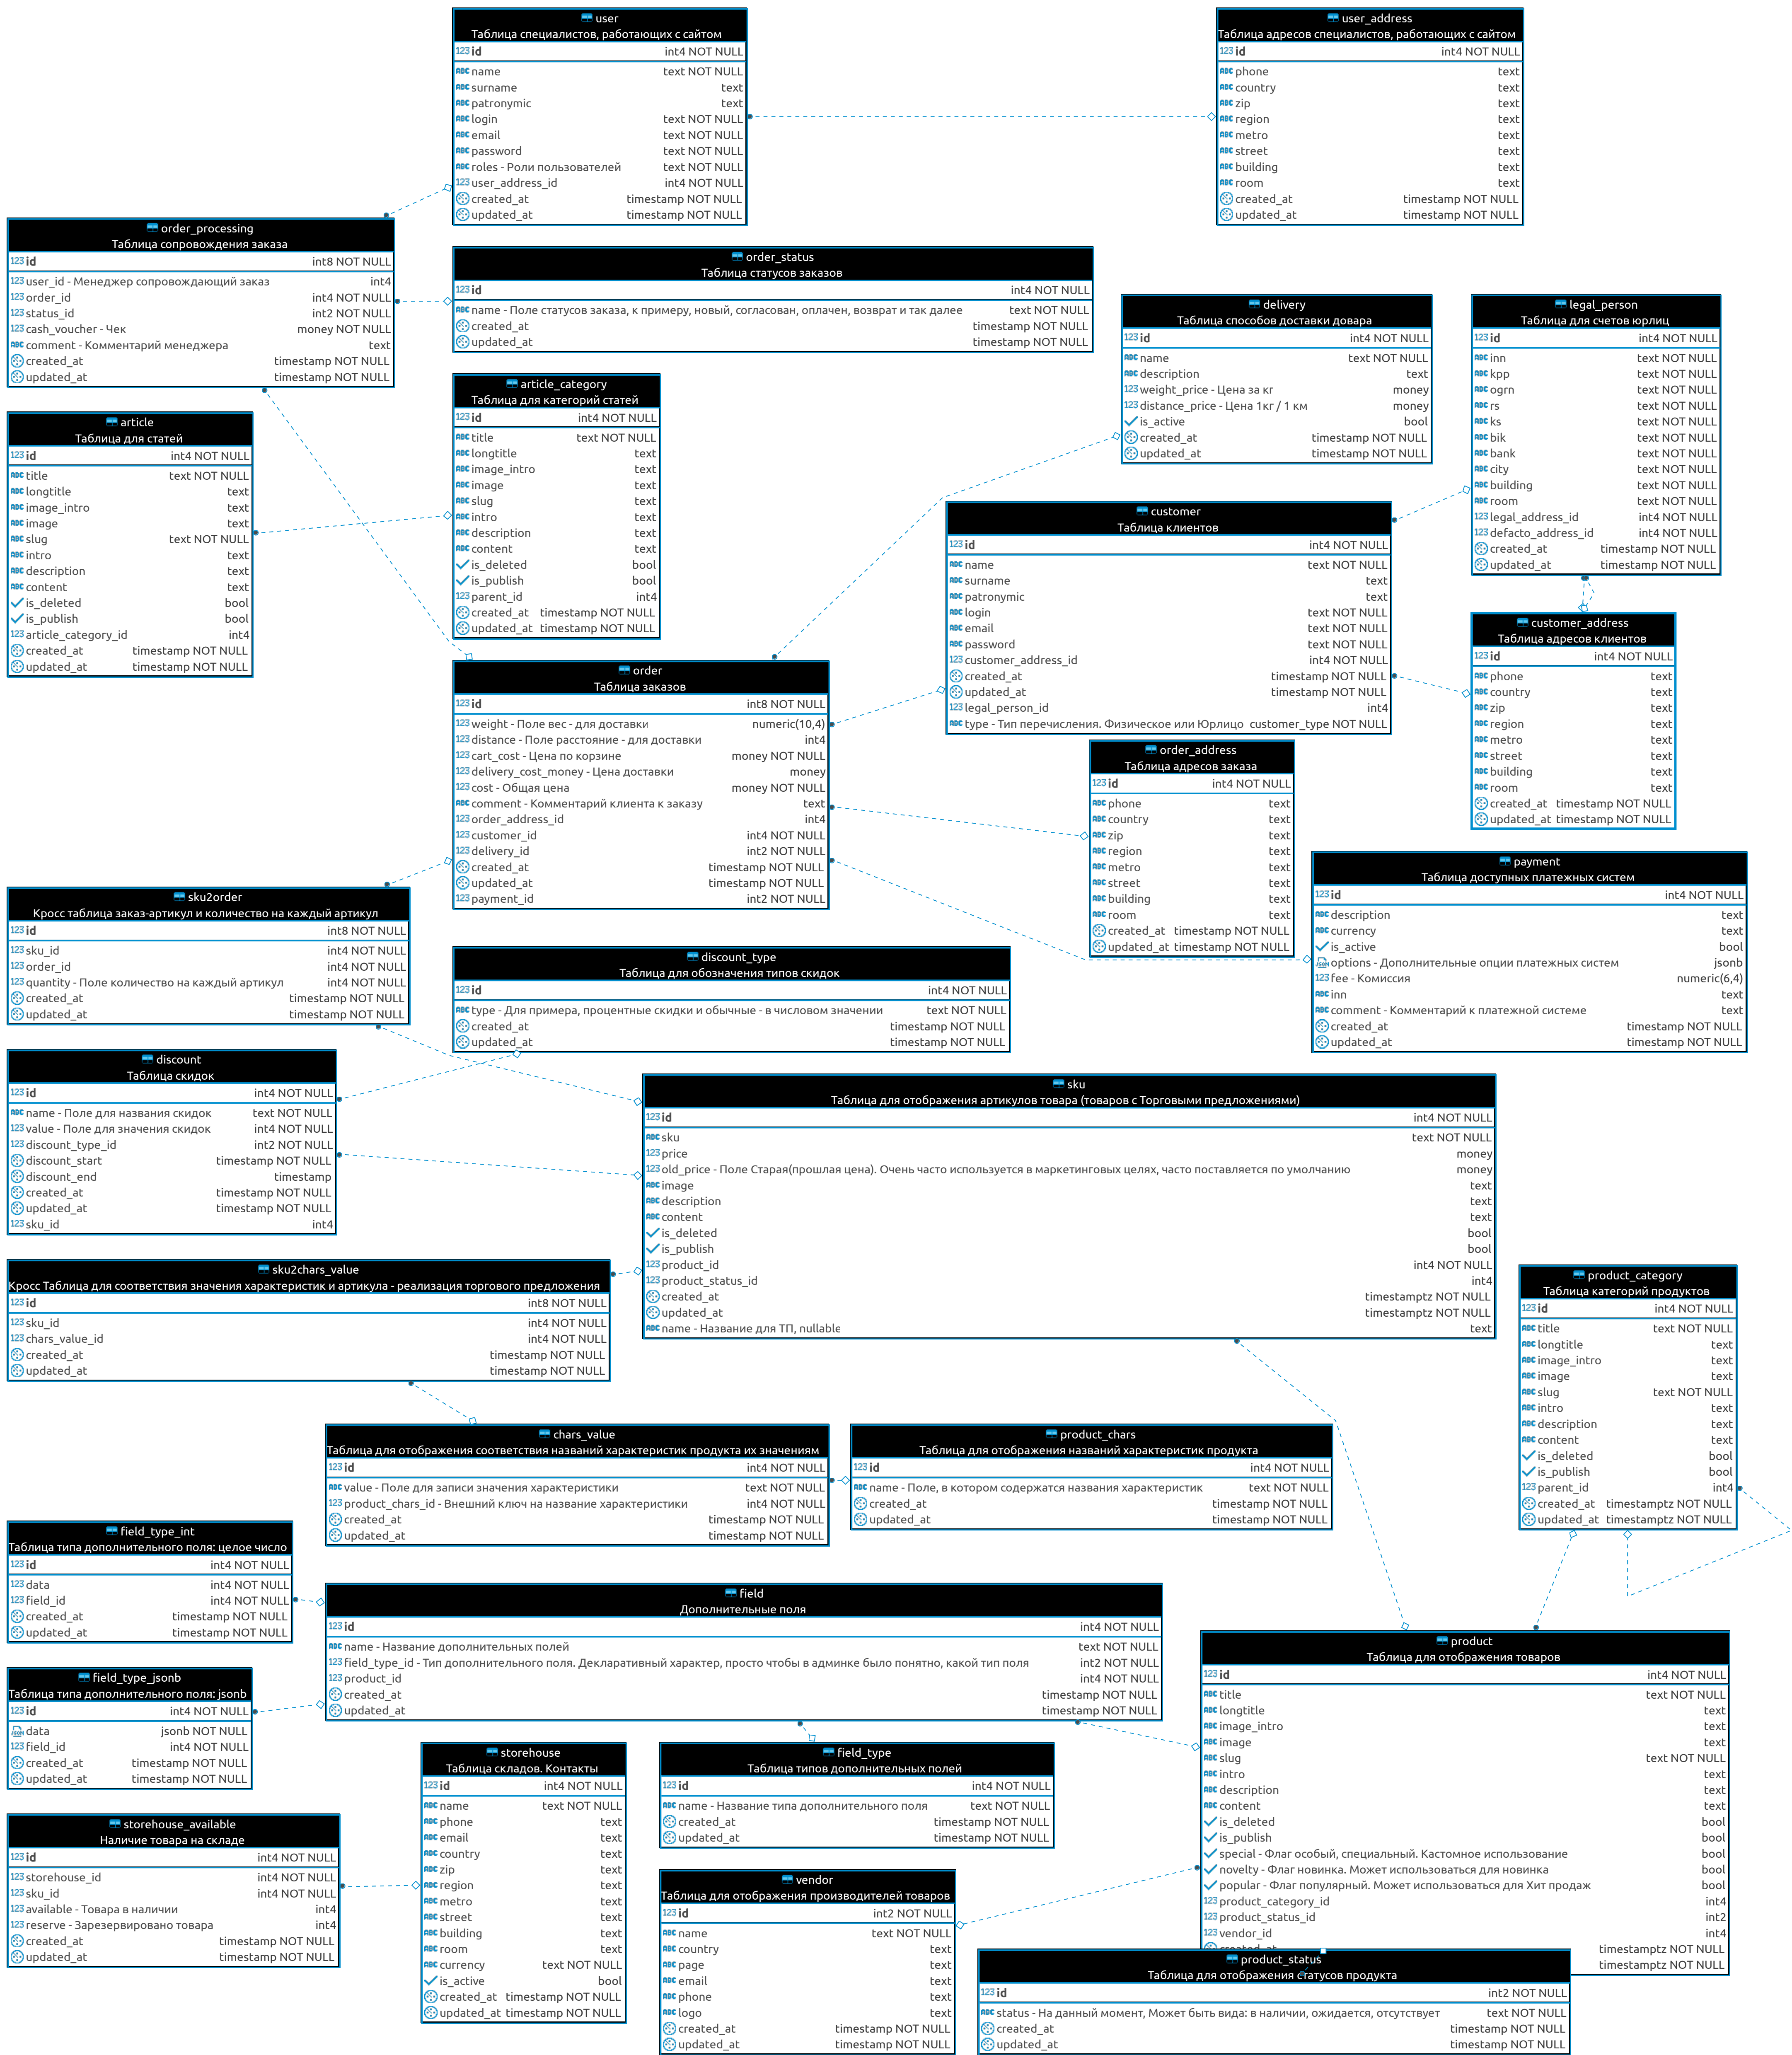 user
Таблица специалистов, работающих с сайтом
id int4 NOT NULL
name text NOT NULL
surname text
patronymic text
login text NOT NULL
email text NOT NULL
password text NOT NULL
roles - Роли пользователей text NOT NULL
user_address_id int4 NOT NULL
created_at timestamp NOT NULL
updated_at timestamp NOT NULL
user_address
Таблица адресов специалистов, работающих с сайтом
id int4 NOT NULL
phone text
country text
zip text
region text
metro text
street text
building text
room text
created_at timestamp NOT NULL
updated_at timestamp NOT NULL
order_processing
Таблица сопровождения заказа
id int8 NOT NULL
user_id - Менеджер сопровождающий заказ int4
order_id int4 NOT NULL
status_id int2 NOT NULL
cash_voucher - Чек money NOT NULL
comment - Комментарий менеджера text
created_at timestamp NOT NULL
updated_at timestamp NOT NULL
order_status
Таблица статусов заказов
id int4 NOT NULL
name - Поле статусов заказа, к примеру, новый, согласован, оплачен, возврат и так далее text NOT NULL
created_at timestamp NOT NULL
updated_at timestamp NOT NULL
delivery
Таблица способов доставки довара
id int4 NOT NULL
name text NOT NULL
description text
weight_price - Цена за кг money
distance_price - Цена 1кг / 1 км money
is_active bool
created_at timestamp NOT NULL
updated_at timestamp NOT NULL
legal_person
Таблица для счетов юрлиц
id int4 NOT NULL
inn text NOT NULL
kpp text NOT NULL
ogrn text NOT NULL
rs text NOT NULL
ks text NOT NULL
bik text NOT NULL
bank text NOT NULL
city text NOT NULL
building text NOT NULL
room text NOT NULL
legal_address_id int4 NOT NULL
defacto_address_id int4 NOT NULL
created_at timestamp NOT NULL
updated_at timestamp NOT NULL
article
Таблица для статей
id int4 NOT NULL
title text NOT NULL
longtitle text
image_intro text
image text
slug text NOT NULL
intro text
description text
content text
is_deleted bool
is_publish bool
article_category_id int4
created_at timestamp NOT NULL
updated_at timestamp NOT NULL
article_category
Таблица для категорий статей
id int4 NOT NULL
title text NOT NULL
longtitle text
image_intro text
image text
slug text
intro text
description text
content text
is_deleted bool
is_publish bool
parent_id int4
created_at timestamp NOT NULL
updated_at timestamp NOT NULL
customer
Таблица клиентов
id int4 NOT NULL
name text NOT NULL
surname text
patronymic text
login text NOT NULL
email text NOT NULL
password text NOT NULL
customer_address_id int4 NOT NULL
created_at timestamp NOT NULL
updated_at timestamp NOT NULL
legal_person_id int4
type - Тип перечисления. Физическое или Юрлицо customer_type NOT NULL
customer_address
Таблица адресов клиентов
id int4 NOT NULL
phone text
country text
zip text
region text
metro text
street text
building text
room text
created_at timestamp NOT NULL
updated_at timestamp NOT NULL
order
Таблица заказов
id int8 NOT NULL
weight - Поле вес - для доставки numeric(10,4)
distance - Поле расстояние - для доставки int4
cart_cost - Цена по корзине money NOT NULL
delivery_cost_money - Цена доставки money
cost - Общая цена money NOT NULL
comment - Комментарий клиента к заказу text
order_address_id int4
customer_id int4 NOT NULL
delivery_id int2 NOT NULL
created_at timestamp NOT NULL
updated_at timestamp NOT NULL
payment_id int2 NOT NULL
order_address
Таблица адресов заказа
id int4 NOT NULL
phone text
country text
zip text
region text
metro text
street text
building text
room text
created_at timestamp NOT NULL
updated_at timestamp NOT NULL
payment
Таблица доступных платежных систем
id int4 NOT NULL
description text
currency text
is_active bool
options - Дополнительные опции платежных систем jsonb
fee - Комиссия numeric(6,4)
inn text
comment - Комментарий к платежной системе text
created_at timestamp NOT NULL
updated_at timestamp NOT NULL
sku2order
Кросс таблица заказ-артикул и количество на каждый артикул
id int8 NOT NULL
sku_id int4 NOT NULL
order_id int4 NOT NULL
quantity - Поле количество на каждый артикул int4 NOT NULL
created_at timestamp NOT NULL
updated_at timestamp NOT NULL
discount_type
Таблица для обозначения типов скидок
id int4 NOT NULL
type - Для примера, процентные скидки и обычные - в числовом значении text NOT NULL
created_at timestamp NOT NULL
updated_at timestamp NOT NULL
discount
Таблица скидок
id int4 NOT NULL
name - Поле для названия скидок text NOT NULL
value - Поле для значения скидок int4 NOT NULL
discount_type_id int2 NOT NULL
discount_start timestamp NOT NULL
discount_end timestamp
created_at timestamp NOT NULL
updated_at timestamp NOT NULL
sku_id int4
sku
Таблица для отображения артикулов товара (товаров с Торговыми предложениями)
id int4 NOT NULL
sku text NOT NULL
price money
old_price - Поле Старая(прошлая цена). Очень часто используется в маркетинговых целях, часто поставляется по умолчанию money
image text
description text
content text
is_deleted bool
is_publish bool
product_id int4 NOT NULL
product_status_id int4
created_at timestamptz NOT NULL
updated_at timestamptz NOT NULL
name - Название для ТП, nullable text
sku2chars_value
Кросс Таблица для соответствия значения характеристик и артикула - реализация торгового предложения
id int8 NOT NULL
sku_id int4 NOT NULL
chars_value_id int4 NOT NULL
created_at timestamp NOT NULL
updated_at timestamp NOT NULL
product_category
Таблица категорий продуктов
id int4 NOT NULL
title text NOT NULL
longtitle text
image_intro text
image text
slug text NOT NULL
intro text
description text
content text
is_deleted bool
is_publish bool
parent_id int4
created_at timestamptz NOT NULL
updated_at timestamptz NOT NULL
chars_value
Таблица для отображения соответствия названий характеристик продукта их значениям
id int4 NOT NULL
value - Поле для записи значения характеристики text NOT NULL
product_chars_id - Внешний ключ на название характеристики int4 NOT NULL
created_at timestamp NOT NULL
updated_at timestamp NOT NULL
product_chars
Таблица для отображения названий характеристик продукта
id int4 NOT NULL
name - Поле, в котором содержатся названия характеристик text NOT NULL
created_at timestamp NOT NULL
updated_at timestamp NOT NULL
field_type_int
Таблица типа дополнительного поля: целое число
id int4 NOT NULL
data int4 NOT NULL
field_id int4 NOT NULL
created_at timestamp NOT NULL
updated_at timestamp NOT NULL
field
Дополнительные поля
id int4 NOT NULL
name - Название дополнительных полей text NOT NULL
field_type_id - Тип дополнительного поля. Декларативный характер, просто чтобы в админке было понятно, какой тип поля int2 NOT NULL
product_id int4 NOT NULL
created_at timestamp NOT NULL
updated_at timestamp NOT NULL
field_type_jsonb
Таблица типа дополнительного поля: jsonb
id int4 NOT NULL
data jsonb NOT NULL
field_id int4 NOT NULL
created_at timestamp NOT NULL
updated_at timestamp NOT NULL
product
Таблица для отображения товаров
id int4 NOT NULL
title text NOT NULL
longtitle text
image_intro text
image text
slug text NOT NULL
intro text
description text
content text
is_deleted bool
is_publish bool
special - Флаг особый, специальный. Кастомное использование bool
novelty - Флаг новинка. Может использоваться для новинка bool
popular - Флаг популярный. Может использоваться для Хит продаж bool
product_category_id int4
product_status_id int2
vendor_id int4
created_at timestamptz NOT NULL
timestamptz NOT NULL
storehouse
Таблица складов. Контакты
id int4 NOT NULL
name text NOT NULL
phone text
email text
country text
zip text
region text
metro text
street text
building text
room text
currency text NOT NULL
is_active bool
created_at timestamp NOT NULL
updated_at timestamp NOT NULL
field_type
Таблица типов дополнительных полей
id int4 NOT NULL
name - Название типа дополнительного поля text NOT NULL
created_at timestamp NOT NULL
updated_at timestamp NOT NULL
storehouse_available
Наличие товара на складе
id int4 NOT NULL
storehouse_id int4 NOT NULL
sku_id int4 NOT NULL
available - Товара в наличии int4
reserve - Зарезервировано товара int4
created_at timestamp NOT NULL
updated_at timestamp NOT NULL
vendor
Таблица для отображения производителей товаров
id int2 NOT NULL
name text NOT NULL
country text
page text
email text
phone text
logo text
created_at timestamp NOT NULL
updated_at timestamp NOT NULL
product_status
Таблица для отображения статусов продукта
id int2 NOT NULL
status - На данный момент, Может быть вида: в наличии, ожидается, отсутствует text NOT NULL
created_at timestamp NOT NULL
updated_at timestamp NOT NULL